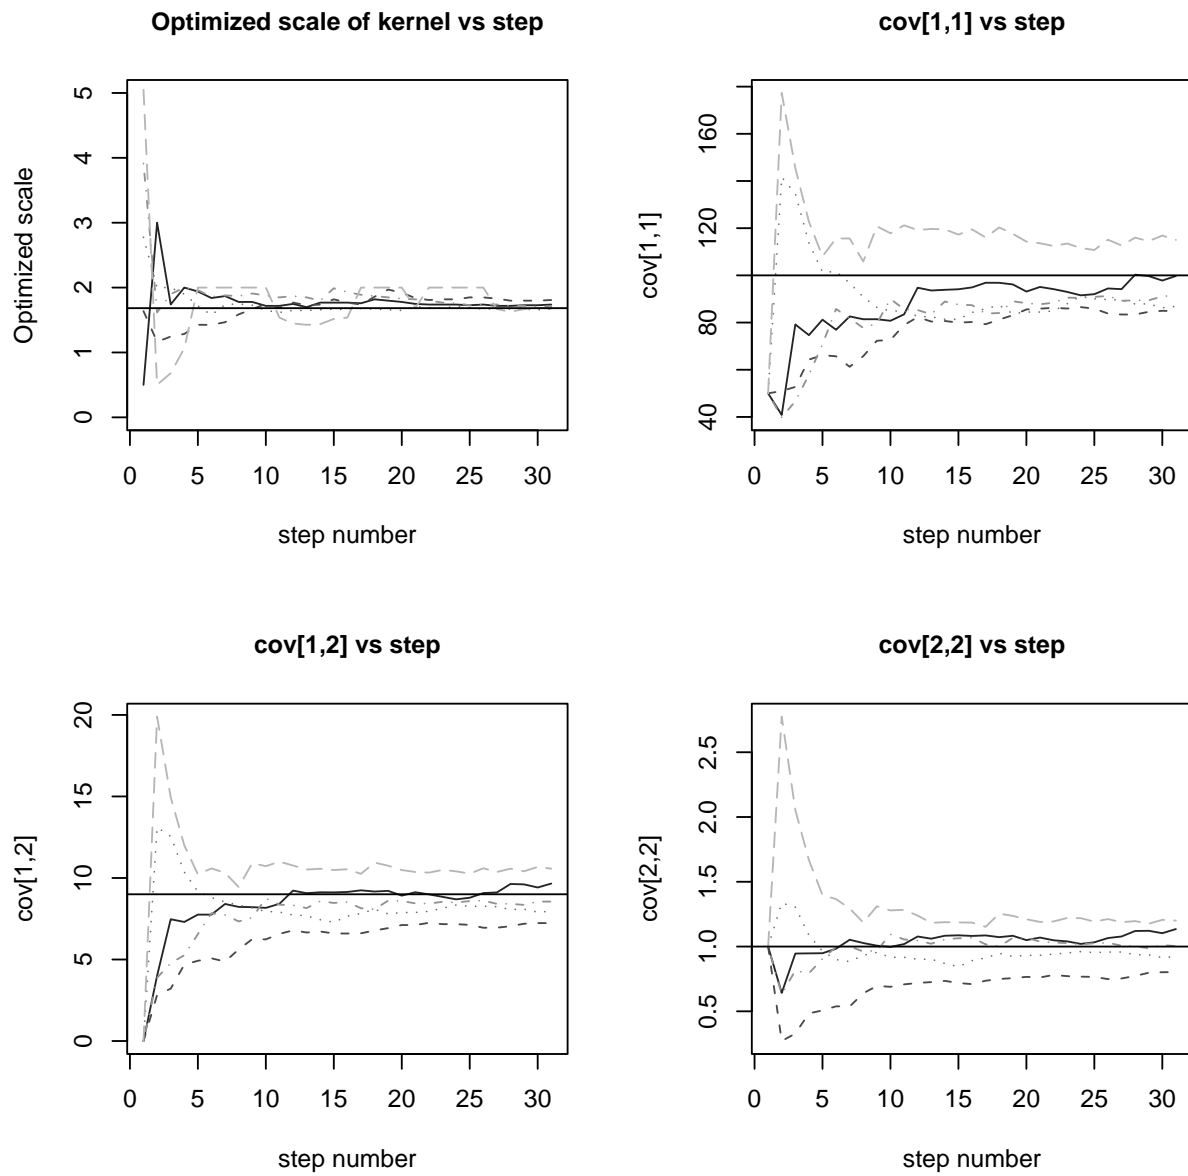 Optimized scale of kernel vs step
Optimized scale
0 1 2 3 4 5
0 5 10 15 20 25 30
step number
cov[1,1] vs step
cov[1,1]
40 80 120 160
0 5 10 15 20 25 30
step number
cov[1,2] vs step
cov[1,2]
0 5 10 15 20
0 5 10 15 20 25 30
step number
cov[2,2] vs step
cov[2,2]
0.5 1.0 1.5 2.0 2.5
0 5 10 15 20 25 30
step number